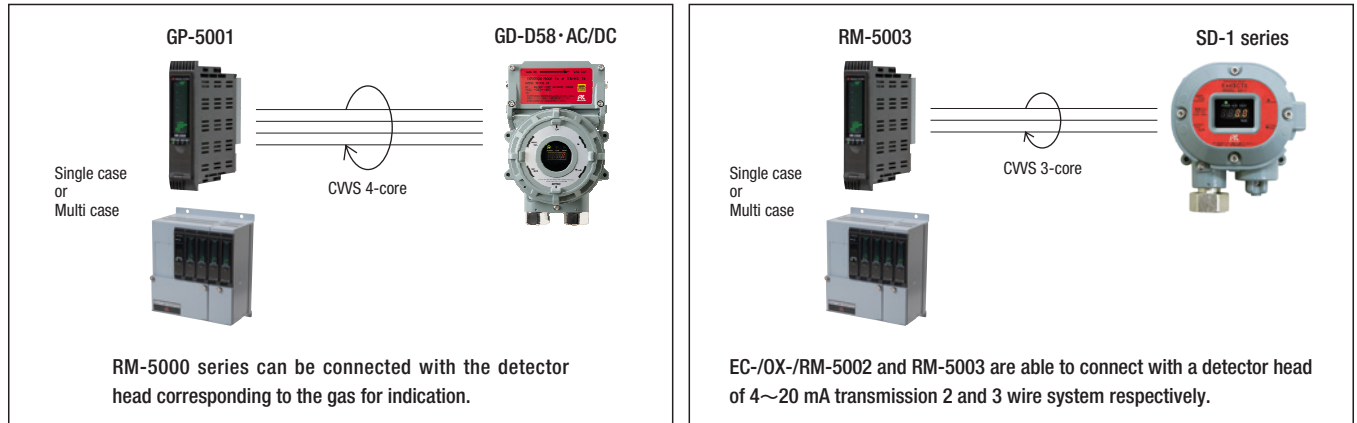 GP-5001
GD-D58・AC/DC
Single case
or
Multi case
CVVS 4-core
RM-5000 series can be connected with the detector
head corresponding to the gas for indication.
RM-5003
SD-1 series
Single case
or
Multi case
CVVS 3-core
EC-/OX-/RM-5002 and RM-5003 are able to connect with a detector head
of 4～20 mA transmission 2 and 3 wire system respectively.